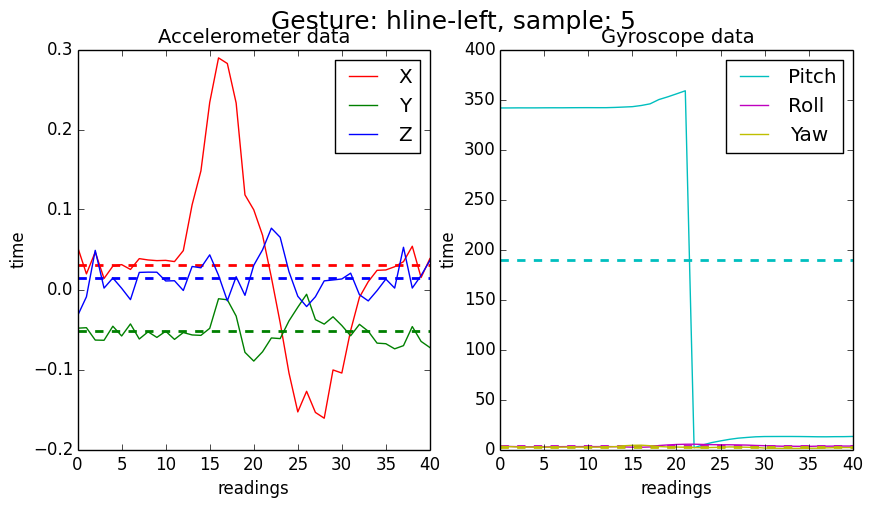 Gesture: hline-left, sample: 5
Accelerometer data
0.3
0.2
0.1
0.0
−0.1
−0.2
time
0 5 10 15 20 25 30 35 40
readings
X
Y
Z
Gyroscope data
400
350
300
250
200
150
100
50
0
time
0 5 10 15 20 25 30 35 40
readings
Pitch
Roll
Yaw